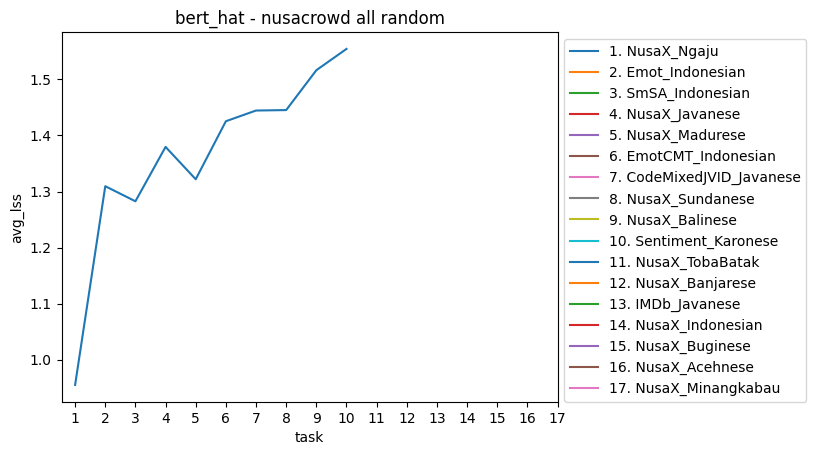 bert_hat - nusacrowd all random
avg_lss
1.5
1.4
1.3
1.2
1.1
1.0
1 2 3 4 5 6 7 8 9 10 11 12 13 14 15 16 17
task
1. NusaX_Ngaju
2. Emot_Indonesian
3. SmSA_Indonesian
4. NusaX_Javanese
5. NusaX_Madurese
6. EmotCMT_Indonesian
7. CodeMixedJVID_Javanese
8. NusaX_Sundanese
9. NusaX_Balinese
10. Sentiment_Karonese
11. NusaX_TobaBatak
12. NusaX_Banjarese
13. IMDb_Javanese
14. NusaX_Indonesian
15. NusaX_Buginese
16. NusaX_Acehnese
17. NusaX_Minangkabau